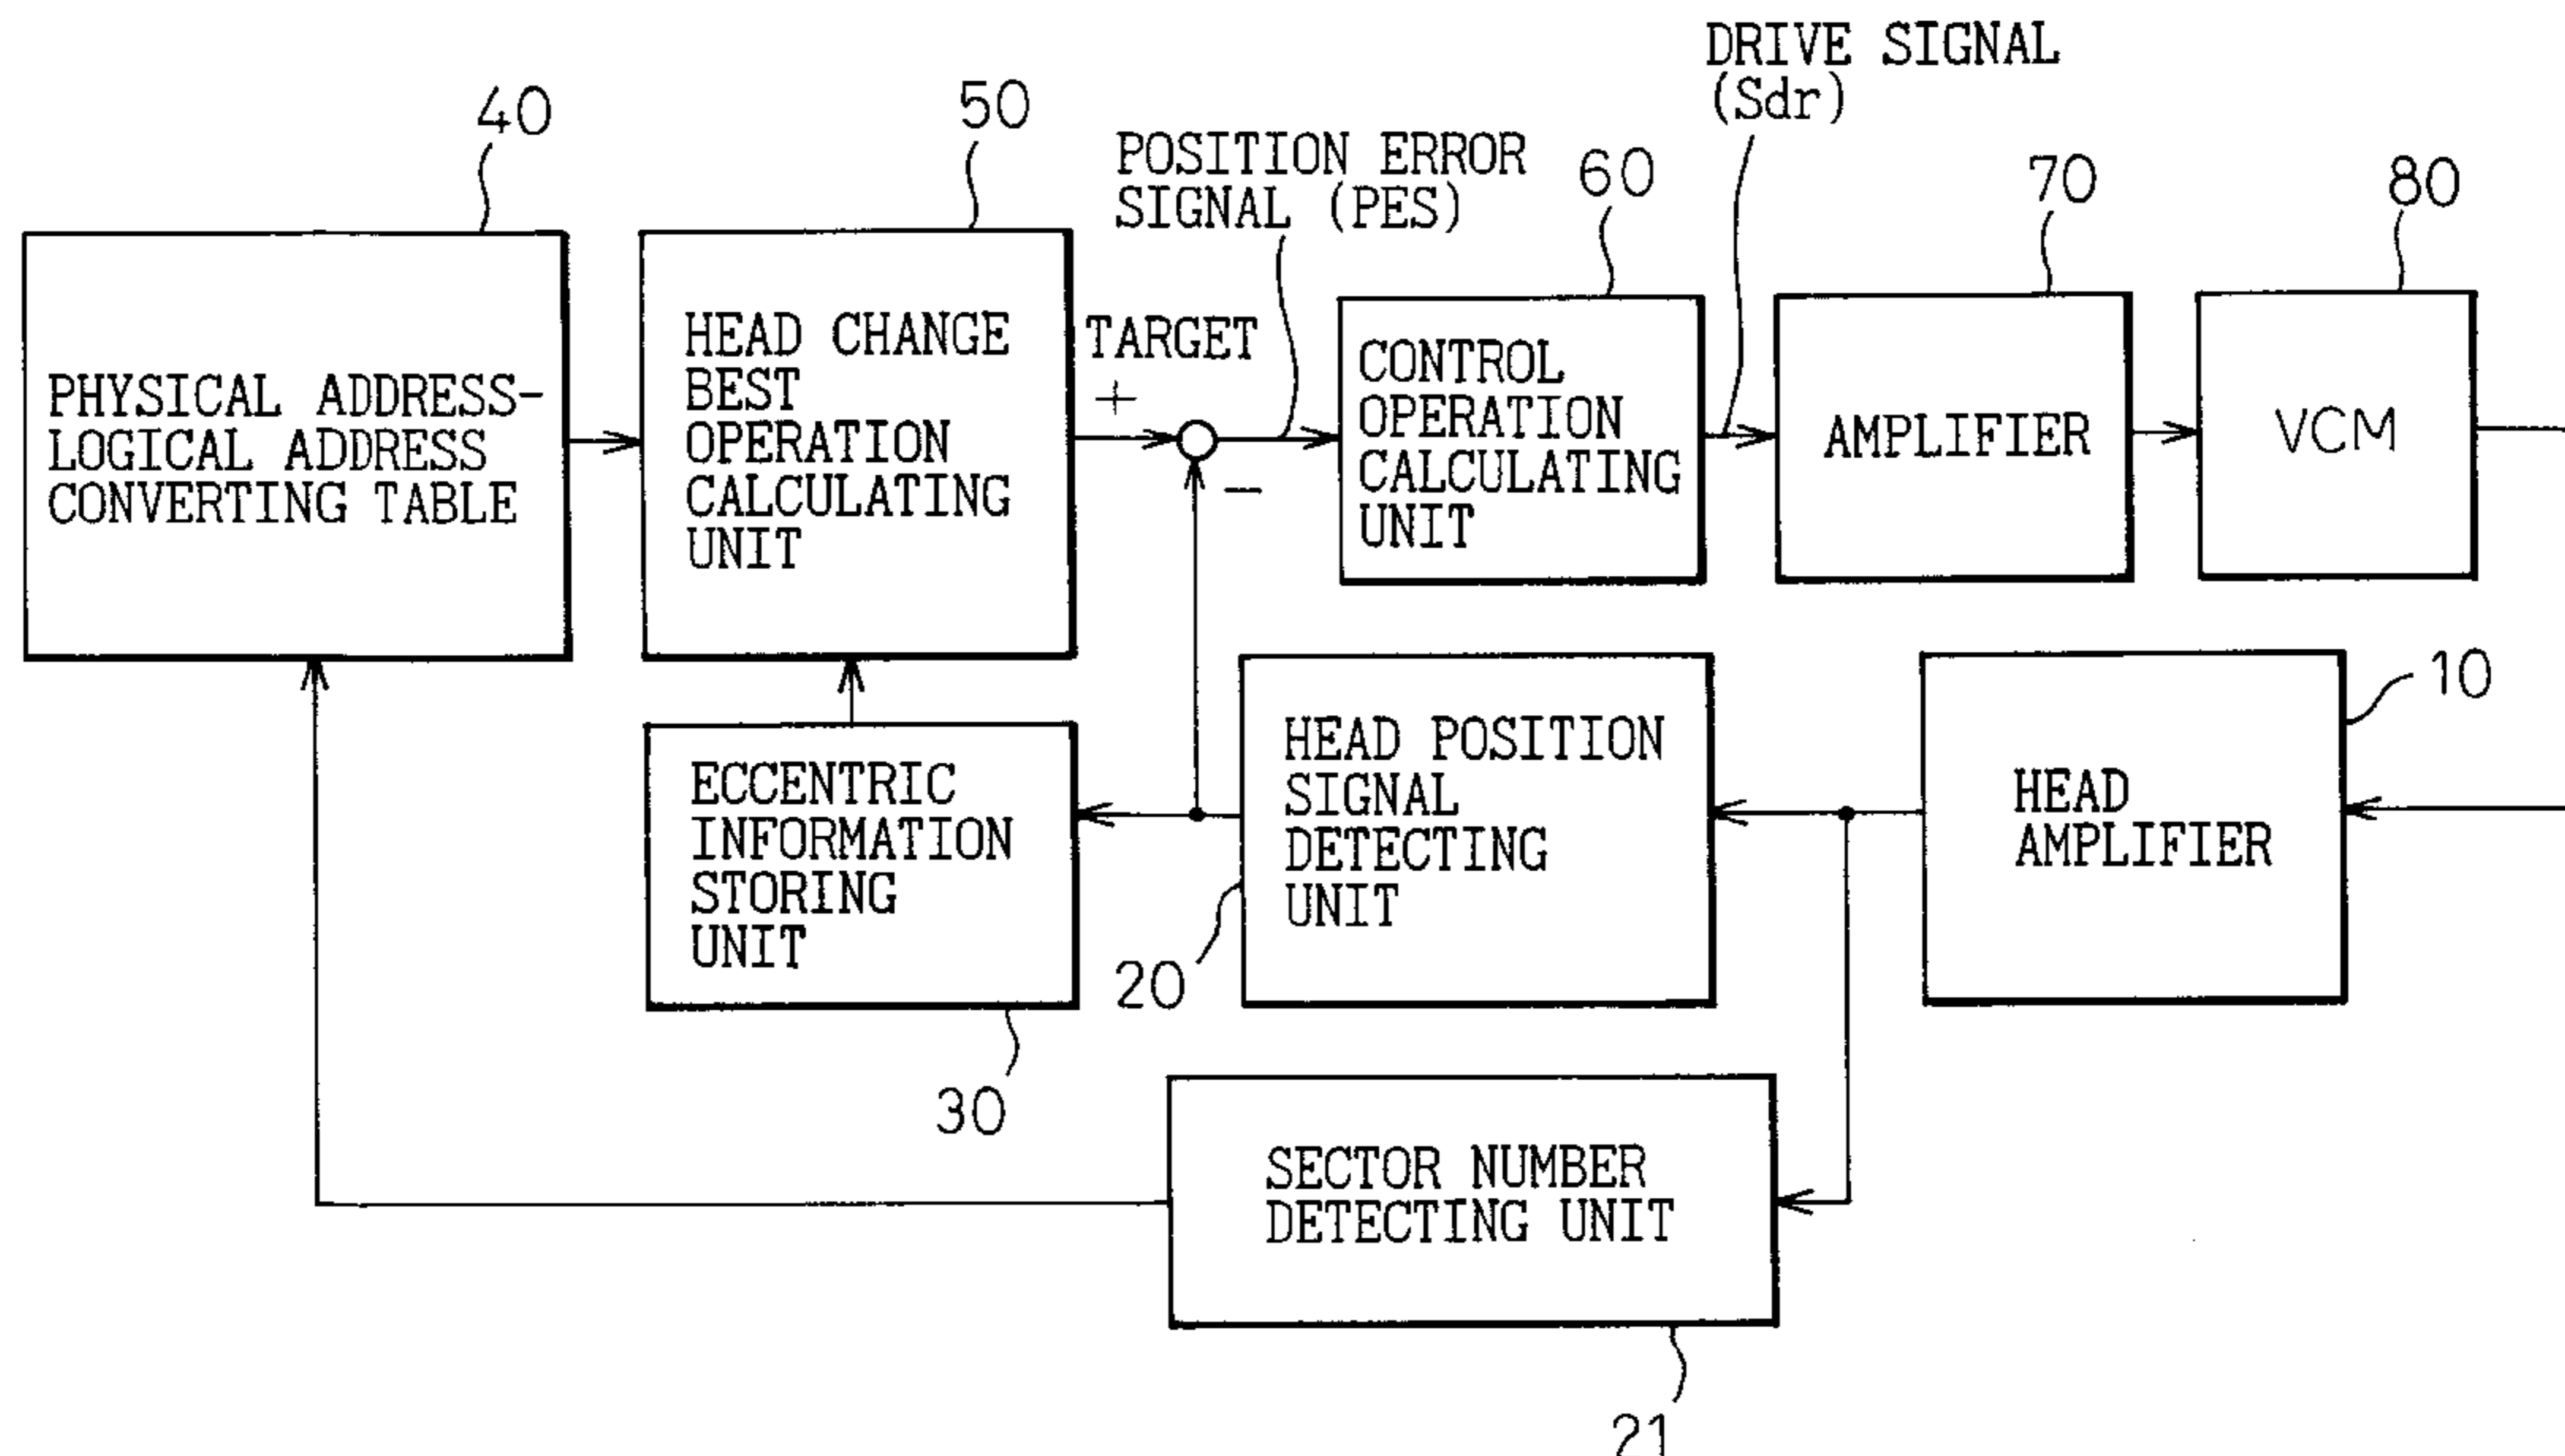 DRIVE SIGNAL
(Sdr)
40
50
POSITION ERROR
SIGNAL (PES)
60
70
80
PHYSICAL ADDRESS-
LOGICAL ADDRESS
CONVERTING TABLE
HEAD CHANGE
BEST
OPERATION
CALCULATING
UNIT
TARGET
+
−
CONTROL
OPERATION
CALCULATING
UNIT
AMPLIFIER
VCM
ECCENTRIC
INFORMATION
STORING
UNIT
30
HEAD POSITION
SIGNAL
DETECTING
UNIT
20
HEAD
AMPLIFIER
10
SECTOR NUMBER
DETECTING UNIT
21